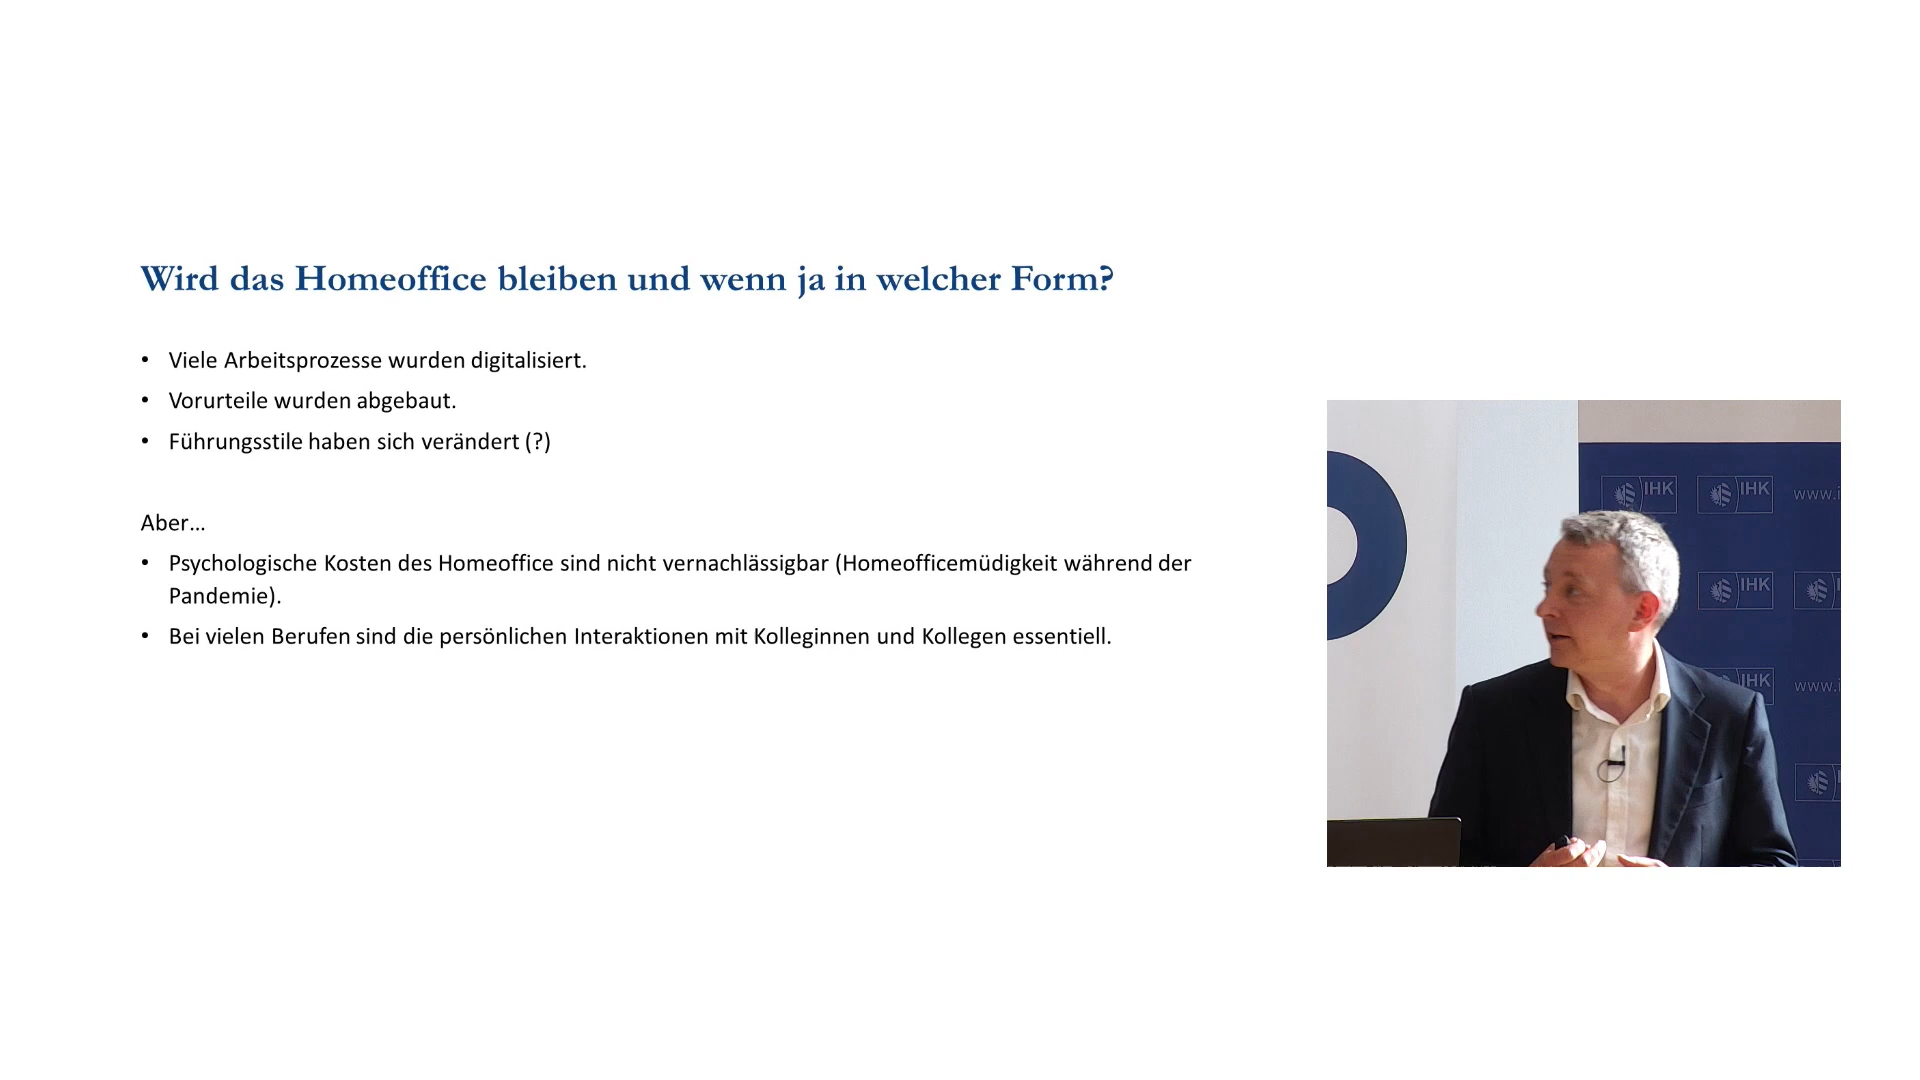 Wird das Homeoffice bleiben und wenn ja in welcher Form?
• Viele Arbeitsprozesse wurden digitalisiert.
• Vorurteile wurden abgebaut.
• Führungsstile haben sich verändert (?)
Aber...
• Psychologische Kosten des Homeoffice sind nicht vernachlässigbar (Homeofficemüdigkeit während der
Pandemie).
• Bei vielen Berufen sind die persönlichen Interaktionen mit Kolleginnen und Kollegen essentiell.
IHK IHK www.i
IHK
IHK www.i